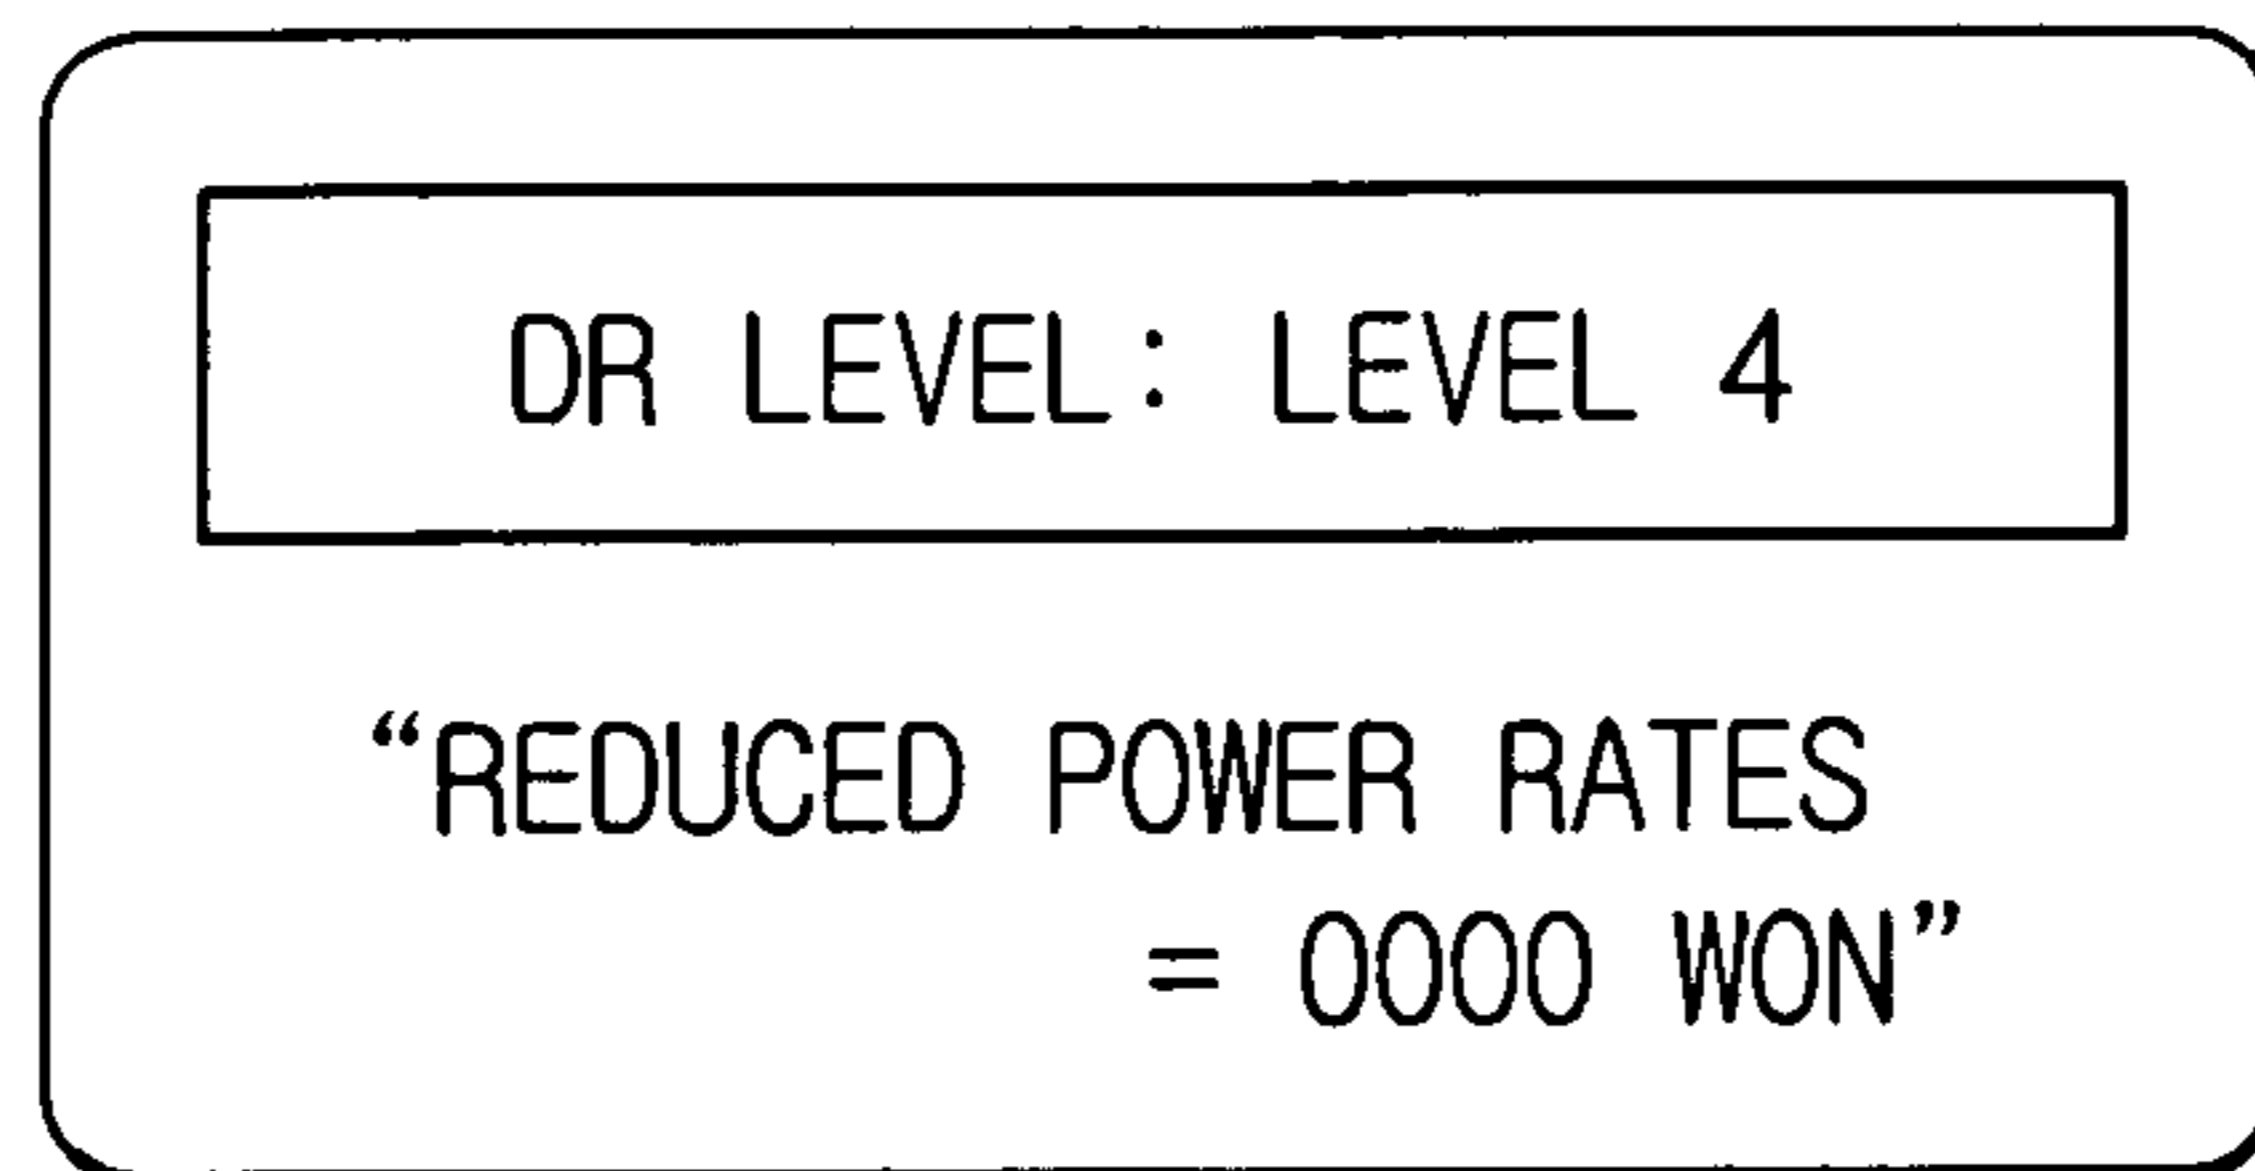 DR LEVEL: LEVEL 4
“REDUCED POWER RATES
= 0000 WON”